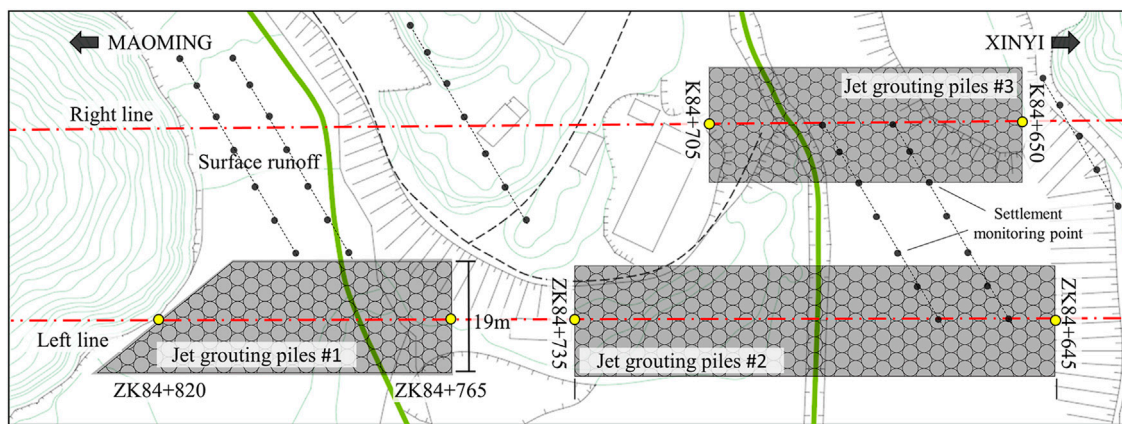 MAOMING
XINYI
Right line
K84+705
Jet grouting piles #3
K84+650
Surface runoff
Settlement
monitoring point
Left line
Jet grouting piles #1
19m
ZK84+735
Jet grouting piles #2
ZK84+645
ZK84+820
ZK84+765